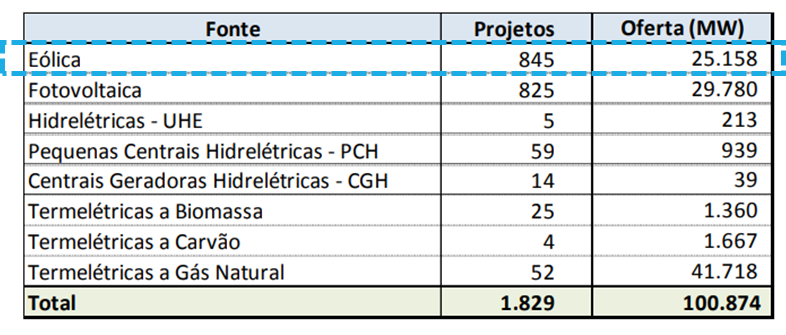 Fonte Projetos Oferta (MW)
Eólica 845 25.158
Fotovoltaica 825 29.780
Hidrelétricas - UHE 5 213
Pequenas Centrais Hidrelétricas - PCH 59 939
Centrais Geradoras Hidrelétricas - CGH 14 39
Termelétricas a Biomassa 25 1.360
Termelétricas a Carvão 4 1.667
Termelétricas a Gás Natural 52 41.718
Total 1.829 100.874